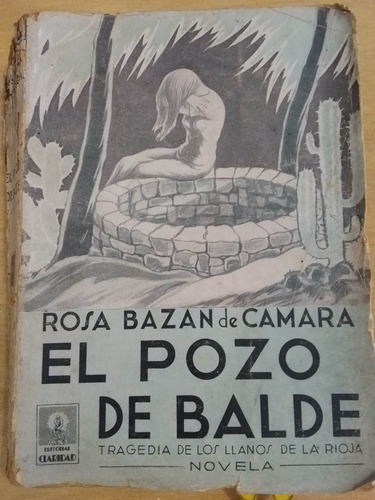 ROSA BAZAN de CAMARA
EL POZO
DE BALDE
TRAGEDIA DE LOS LLANOS DE LA RIOJA
NOVELA
EDITORIAL
CLARIDAD